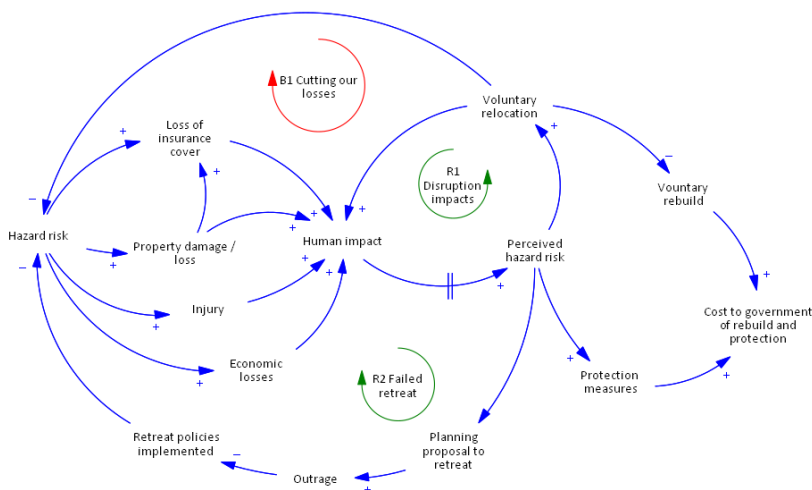 B1 Cutting our
losses
Voluntary
relocation
Loss of
insurance
cover
R1
Disruption
impacts
Vountary
rebuild
Hazard risk
Property damage /
loss
Human impact
Perceived
hazard risk
Injury
Cost to government
of rebuild and
protection
Economic
losses
R2 Failed
retreat
Protection
measures
Retreat policies
implemented
Planning
proposal to
retreat
Outrage